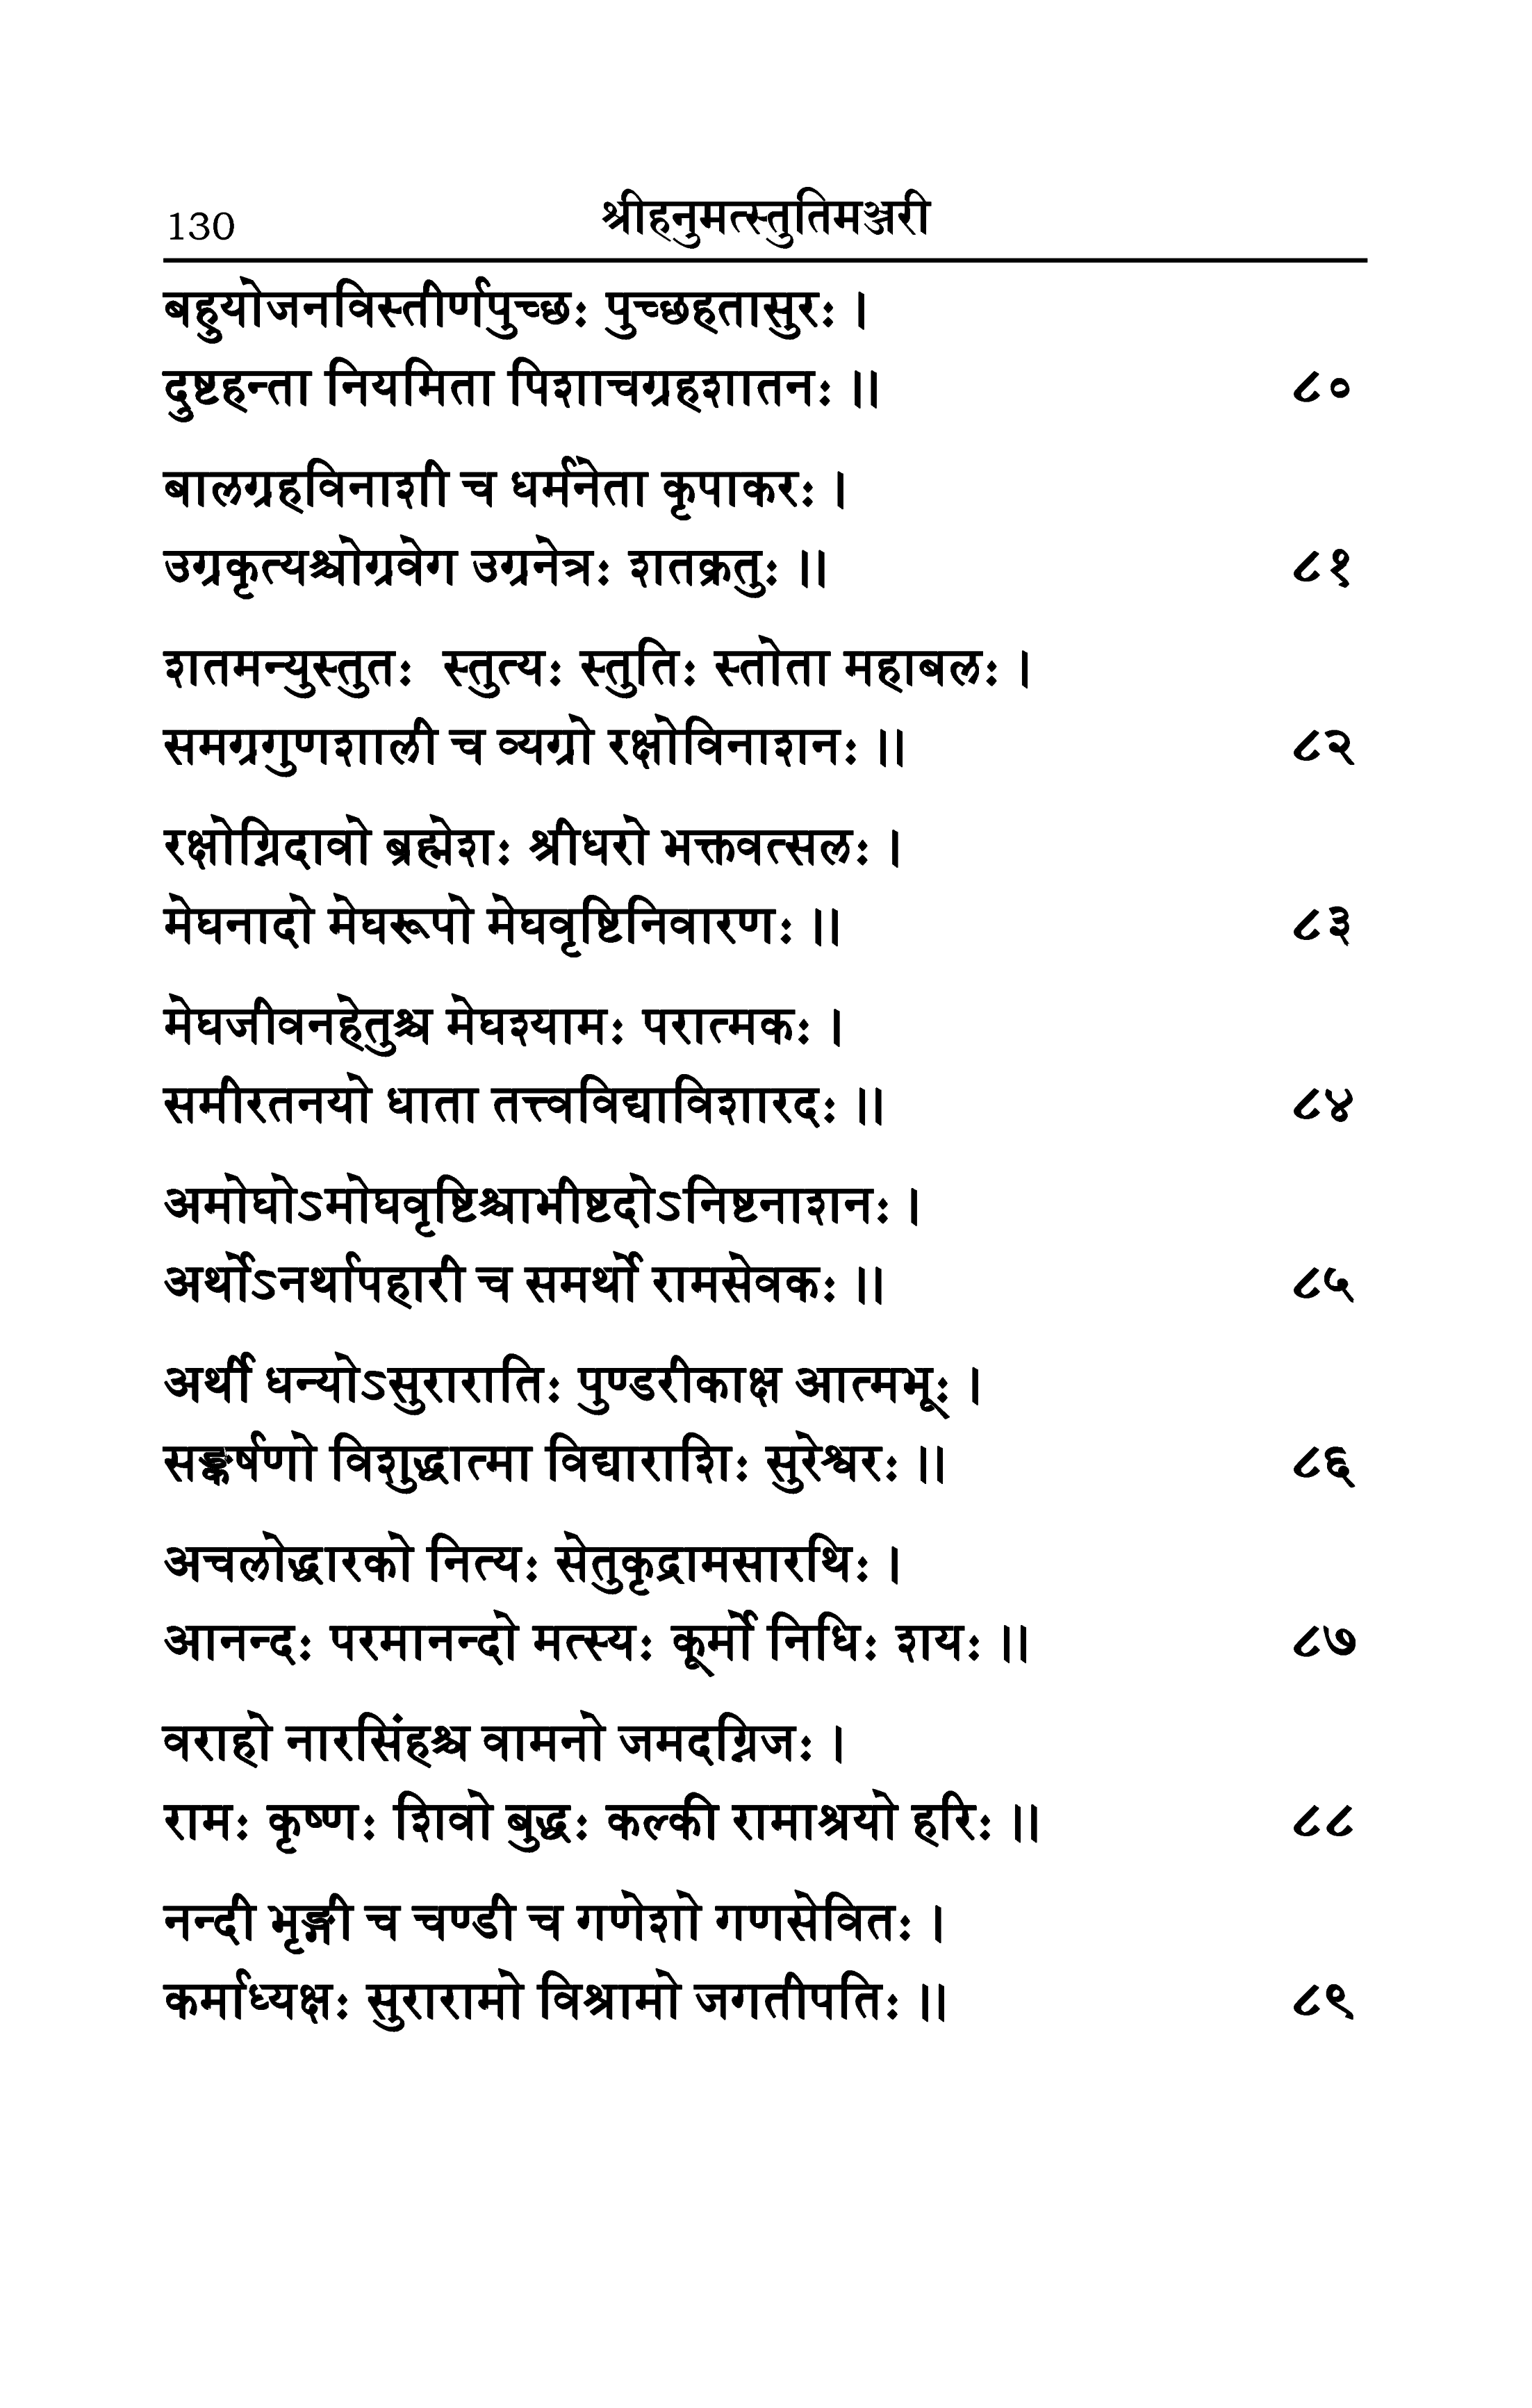 130 श्रीहनुमत्स्तुतिमञ्जरी
बहुयोजनविस्तीर्णपुच्छः पुच्छहतासुरः ।
दुष्टहन्ता नियमिता पिशाचग्रहशातनः ॥ ८०
बालग्रहविनाशी च धर्मनेता कृपाकरः ।
उग्रकृत्यश्चोग्रवेग उग्रनेत्रः शतक्रतुः ॥ ८१
शतमन्युस्तुतः स्तुत्यः स्तुतिः स्तोता महाबलः ।
समग्रगुणशाली च व्यग्रो रक्षोविनाशनः ॥ ८२
रक्षोग्निदावो ब्रह्मेशः श्रीधरो भक्तवत्सलः ।
मेघनादो मेघरूपो मेघवृष्टिनिवारणः ॥ ८३
मेघजीवनहेतुश्च मेघश्यामः परात्मकः ।
समीरतनयो धाता तत्त्वविद्याविशारदः ॥ ८४
अमोघोऽमोघवृष्टिश्चाभीष्टदोऽनिष्टनाशनः ।
अर्थोऽनर्थापहारी च समर्थो रामसेवकः ॥ ८५
अर्थी धन्योऽसुरारातिः पुण्डरीकाक्ष आत्मभूः ।
सङ्कर्षणो विशुद्धात्मा विद्याराशिः सुरेश्वरः ॥ ८६
अचलोद्धारको नित्यः सेतुकृद्रामसारथिः ।
आनन्दः परमानन्दो मत्स्यः कूर्मो निधिः शयः ॥ ८७
वराहो नारसिंहश्च वामनो जमदग्निजः ।
रामः कृष्णः शिवो बुद्धः कल्की रामाश्रयो हरिः ॥ ८८
नन्दी भृङ्गी च चण्डी च गणेशो गणसेवितः ।
कर्माध्यक्षः सुरारामो विश्रामो जगतीपतिः ॥ ८९